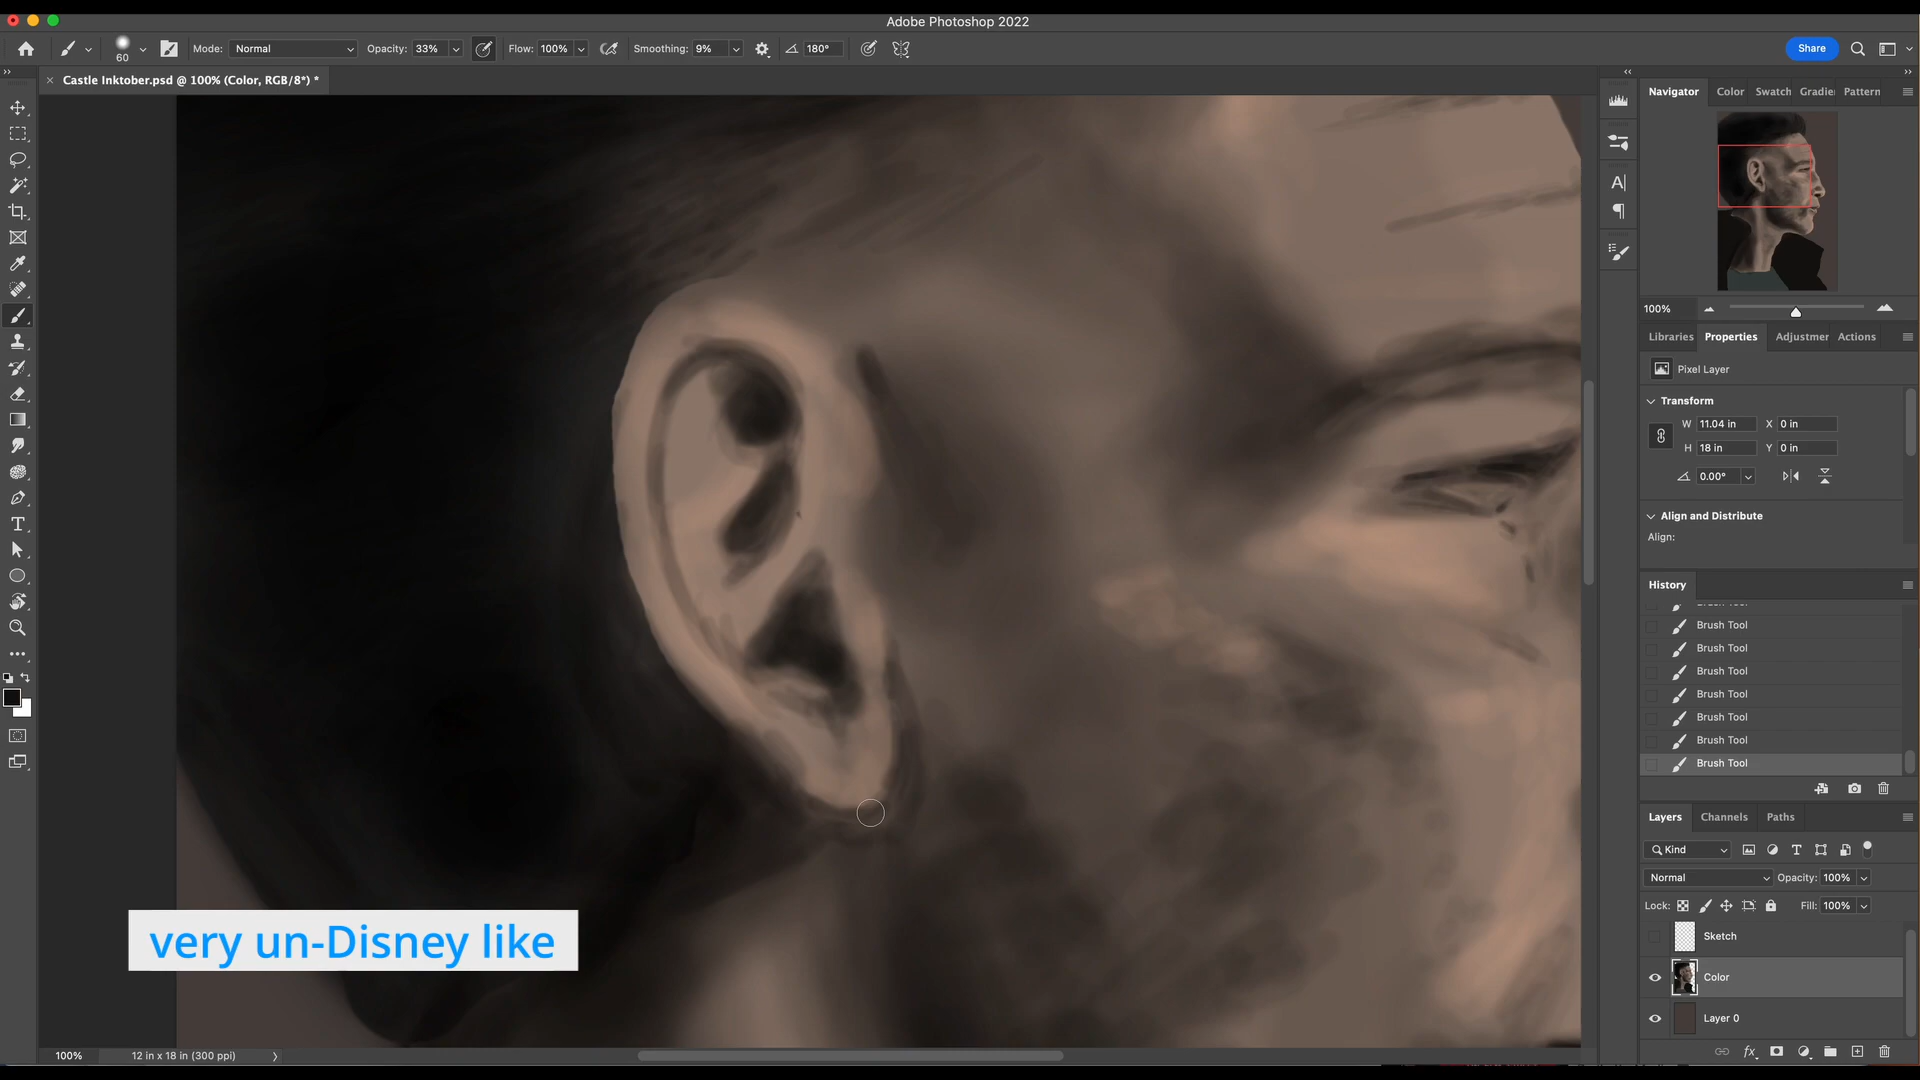 Adobe Photoshop 2022
60
Mode: Normal
Opacity: 33%
Flow: 100%
Smoothing: 9%
180°
Share
Castle Inktober.psd @ 100% (Color, RGB/8*) *
Navigator Color Swatch Gradie Pattern
100%
Libraries Properties Adjustmer Actions
Pixel Layer
Transform
W 11.04 in X 0 in
H 18 in Y 0 in
0.00°
Align and Distribute
Align:
History
Brush Tool
Brush Tool
Brush Tool
Brush Tool
Brush Tool
Brush Tool
Brush Tool
Brush Tool
Layers Channels Paths
Kind
Normal Opacity: 100%
Lock: Fill: 100%
Sketch
Color
Layer 0
very un-Disney like
100% 12 in x 18 in (300 ppi)